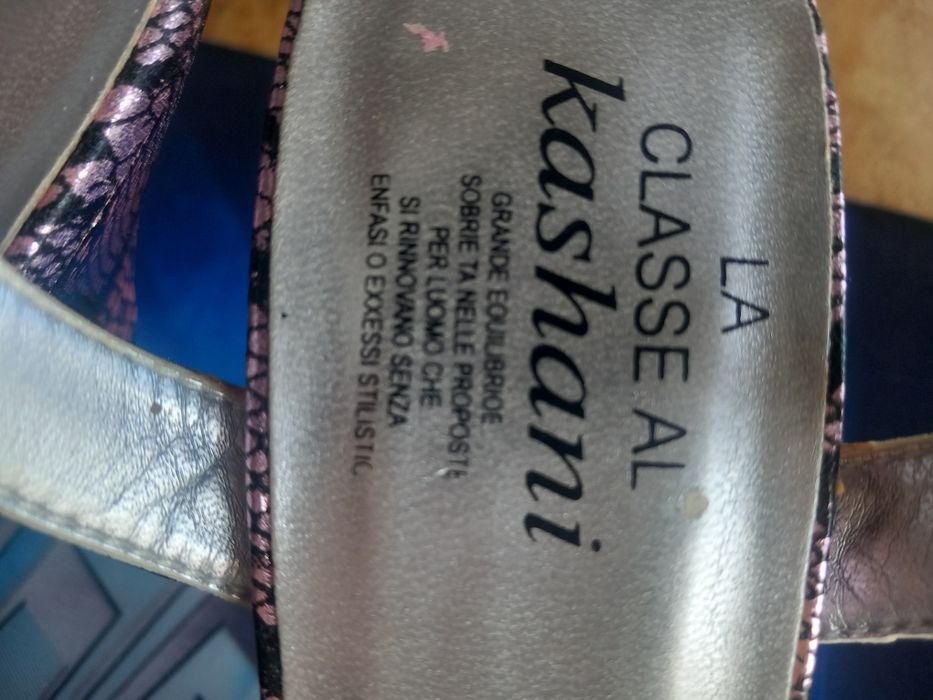 LA
CLASSE AL
kashani
GRANDE EQUILIBRIOE
SOBRIE TA NELLE PROPOSTE
PER LUOMO CHE
SI RINNOVANO SENZA
ENFASI O EXXESSI STILISTIC